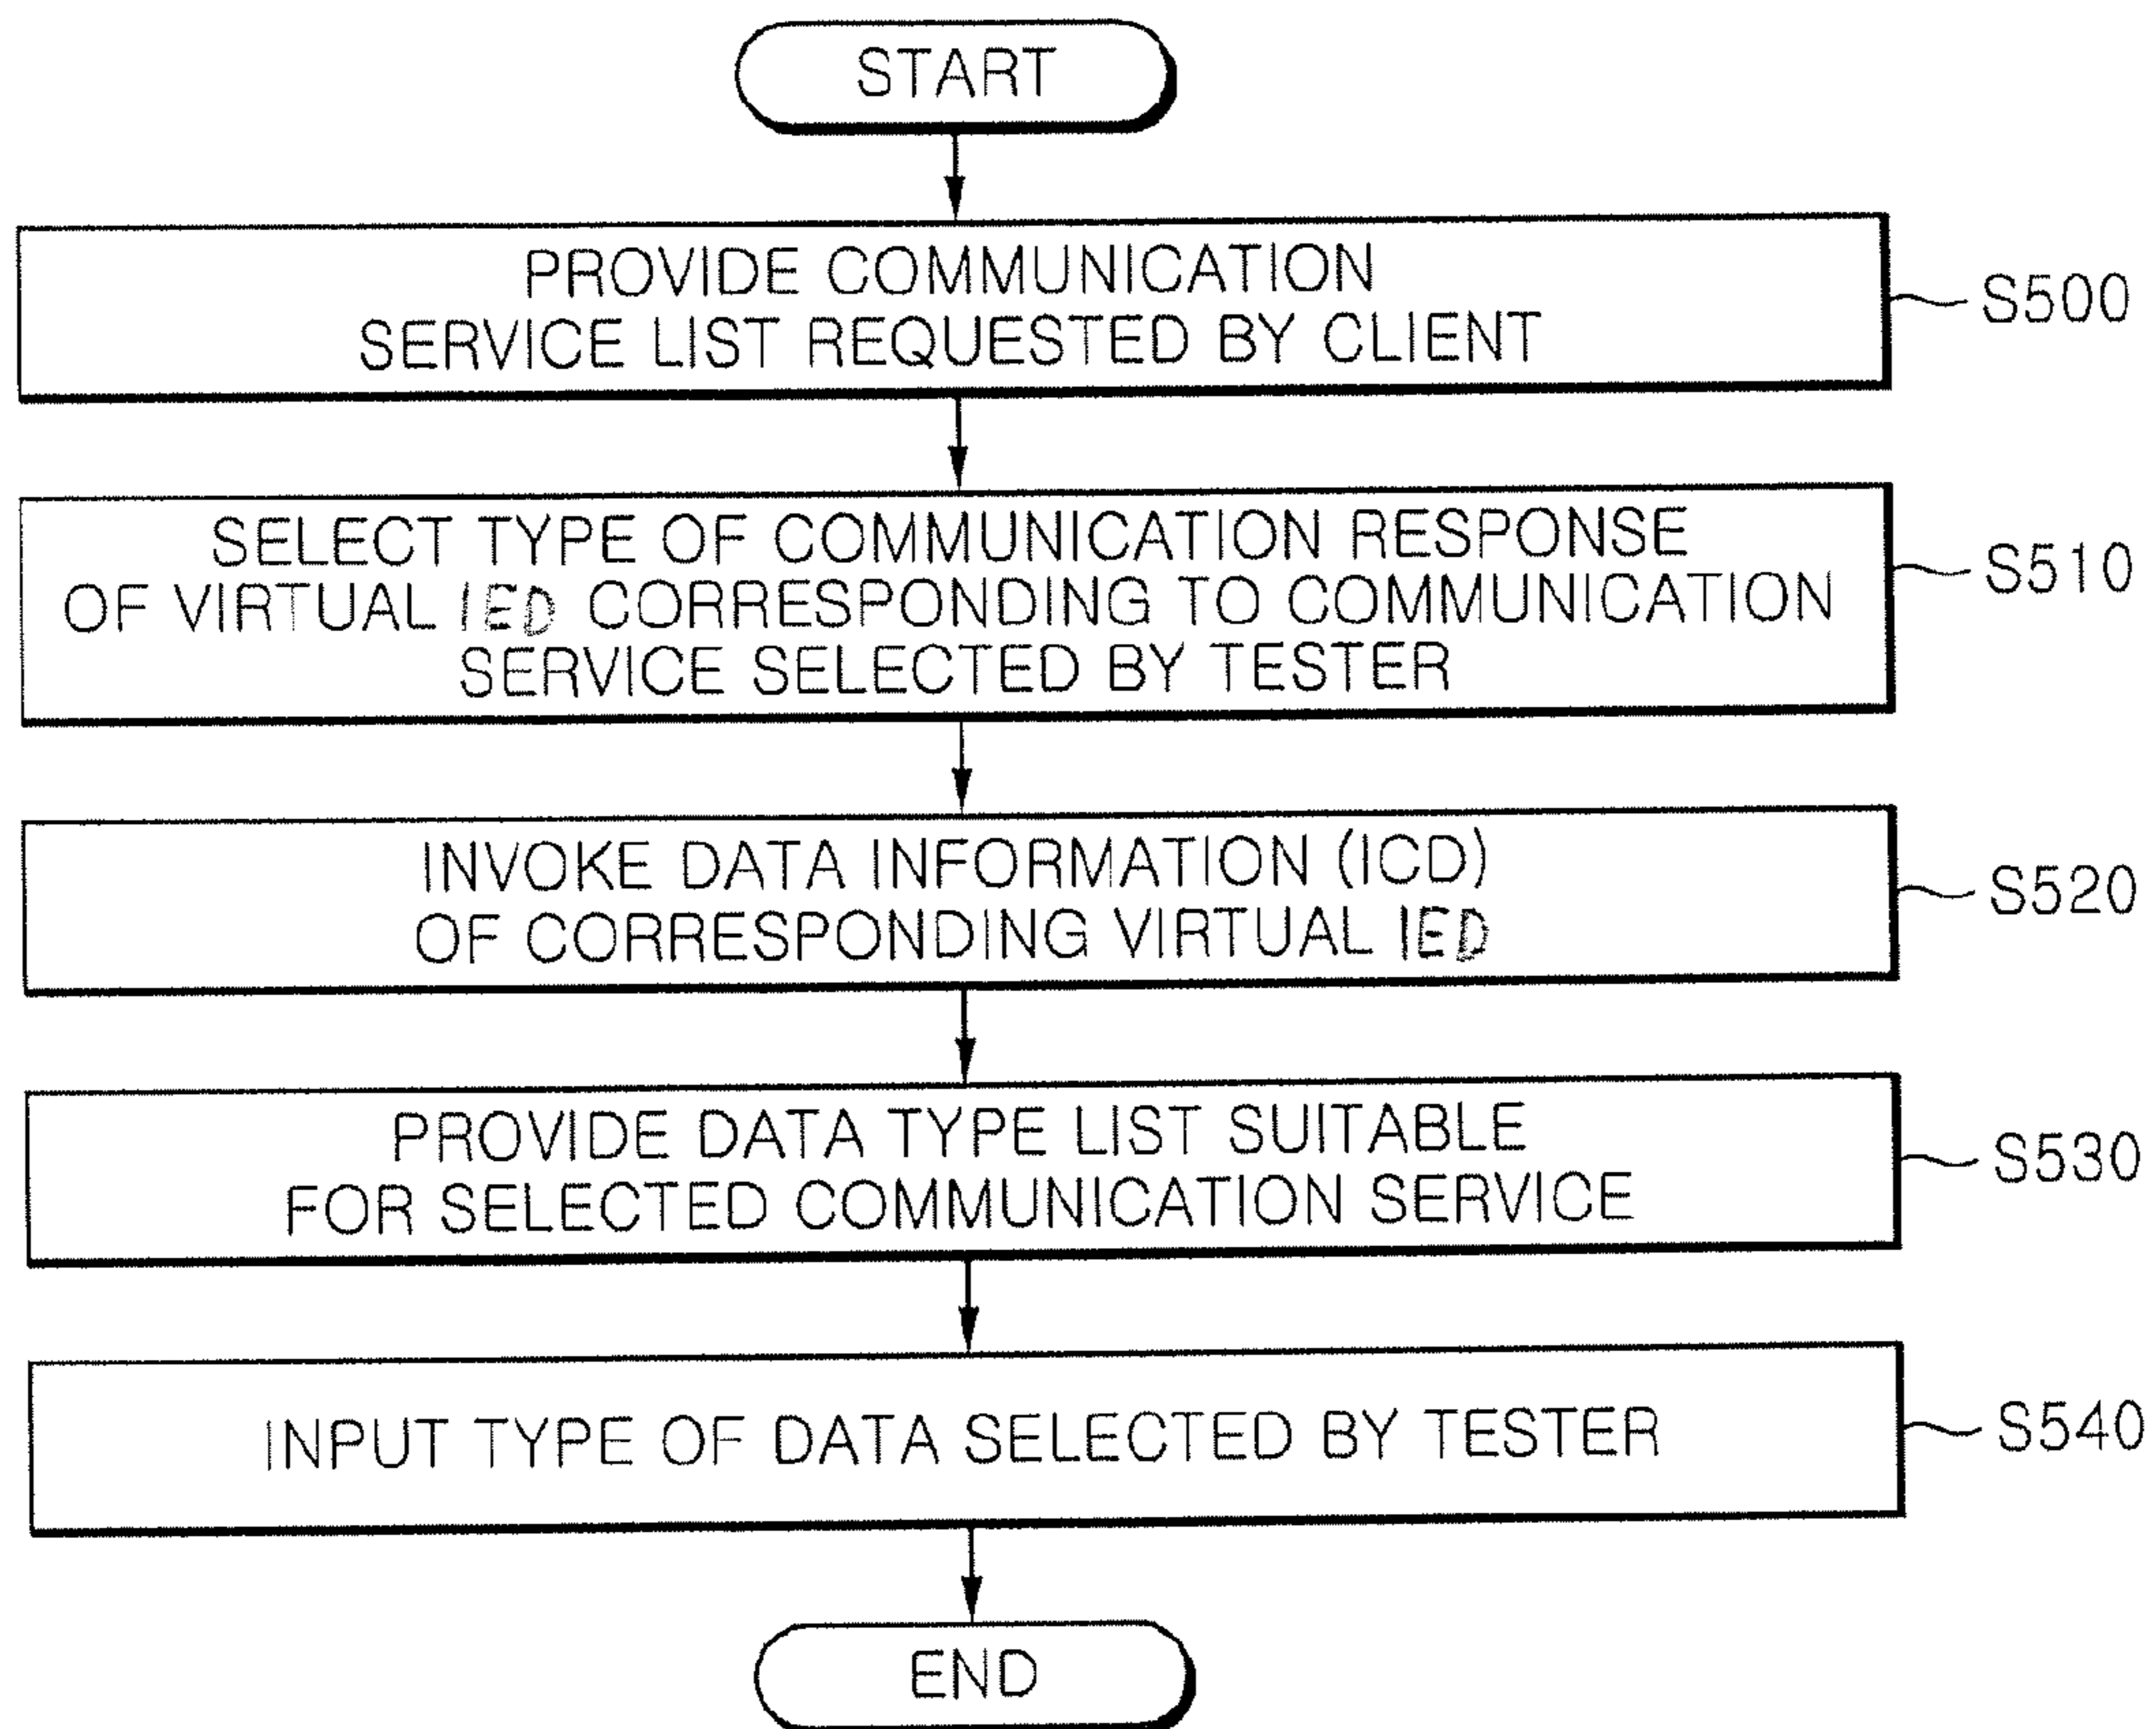 START
PROVIDE COMMUNICATION
SERVICE LIST REQUESTED BY CLIENT
S500
SELECT TYPE OF COMMUNICATION RESPONSE
OF VIRTUAL IED CORRESPONDING TO COMMUNICATION
SERVICE SELECTED BY TESTER
S510
INVOKE DATA INFORMATION (ICD)
OF CORRESPONDING VIRTUAL IED
S520
PROVIDE DATA TYPE LIST SUITABLE
FOR SELECTED COMMUNICATION SERVICE
S530
INPUT TYPE OF DATA SELECTED BY TESTER
S540
END